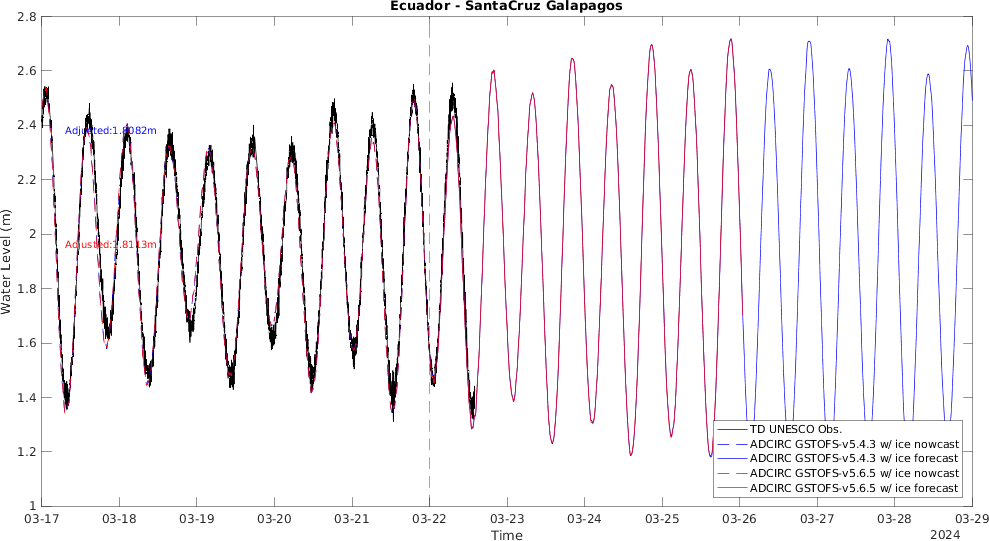 Ecuador - SantaCruz Galapagos
2.8
2.6
2.4
2.2
2
1.8
1.6
1.4
1.2
1
Water Level (m)
Adjusted:1.8082m
Adjusted:1.8113m
TD UNESCO Obs.
ADCIRC GSTOFS-v5.4.3 w/ ice nowcast
ADCIRC GSTOFS-v5.4.3 w/ ice forecast
ADCIRC GSTOFS-v5.6.5 w/ ice nowcast
ADCIRC GSTOFS-v5.6.5 w/ ice forecast
03-17 03-18 03-19 03-20 03-21 03-22 03-23 03-24 03-25 03-26 03-27 03-28 03-29
Time
2024